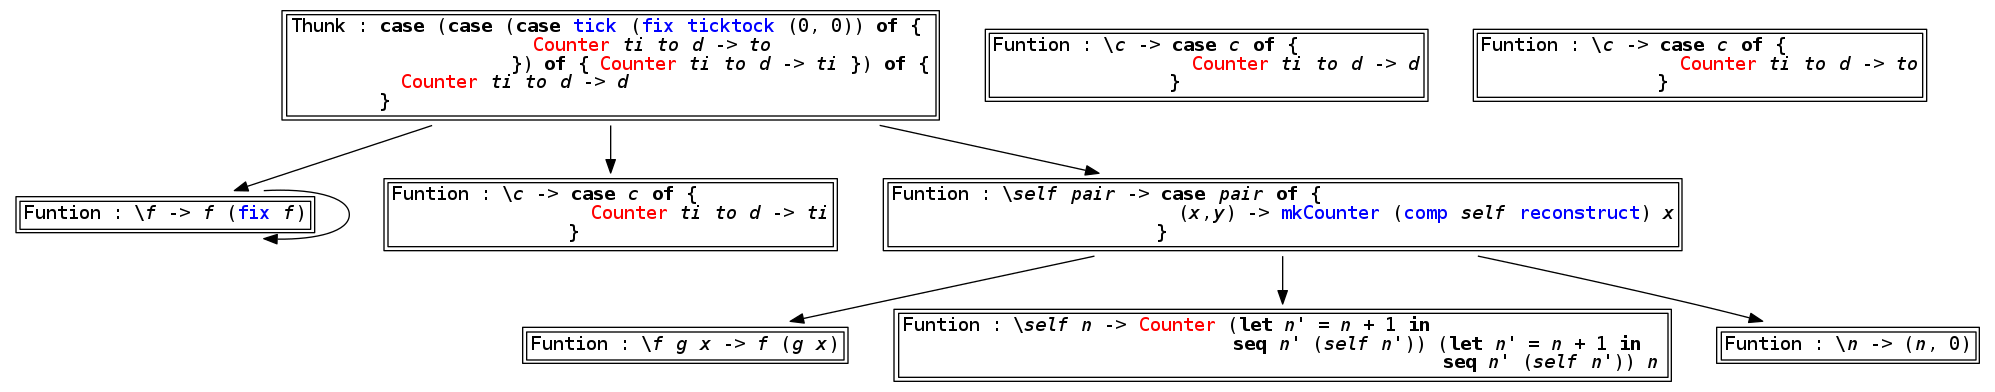 Thunk : case (case (case tick (fix ticktock (0, 0)) of {
Counter ti to d -> to
}) of { Counter ti to d -> ti }) of {
Counter ti to d -> d
}
Funtion : \c -> case c of {
Counter ti to d -> d
}
Funtion : \c -> case c of {
Counter ti to d -> to
}
Funtion : \f -> f (fix f)
Funtion : \c -> case c of {
Counter ti to d -> ti
}
Funtion : \self pair -> case pair of {
(x,y) -> mkCounter (comp self reconstruct) x
}
Funtion : \f g x -> f (g x)
Funtion : \self n -> Counter (let n' = n + 1 in
seq n' (self n')) (let n' = n + 1 in
seq n' (self n')) n
Funtion : \n -> (n, 0)